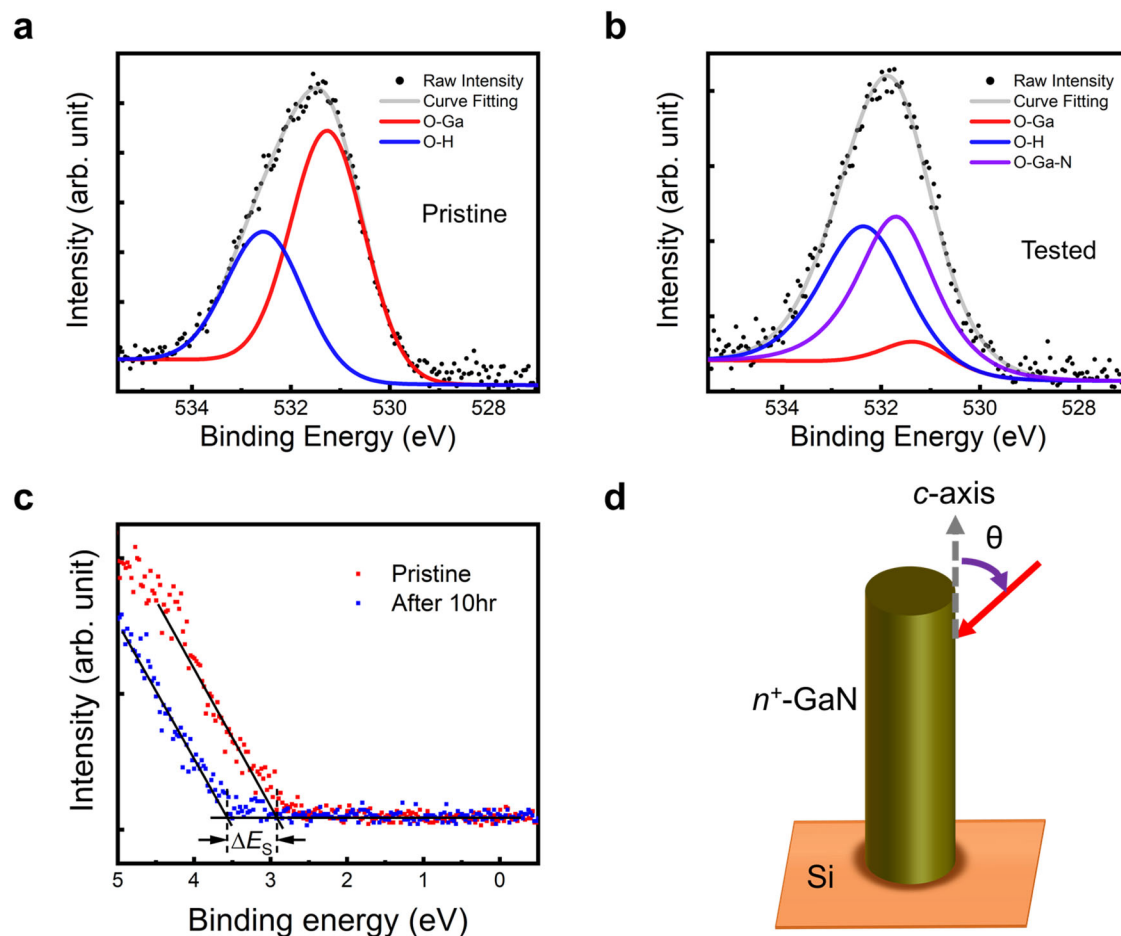 a
Raw Intensity
Curve Fitting
O-Ga
O-H
Pristine
Intensity (arb. unit)
534
532
530
528
Binding Energy (eV)
b
Raw Intensity
Curve Fitting
O-Ga
O-H
O-Ga-N
Tested
Intensity (arb. unit)
534
532
530
528
Binding Energy (eV)
c
Pristine
After 10hr
Intensity (arb. unit)
ΔES
5
4
3
2
1
0
Binding energy (eV)
d
c-axis
θ
n+-GaN
Si